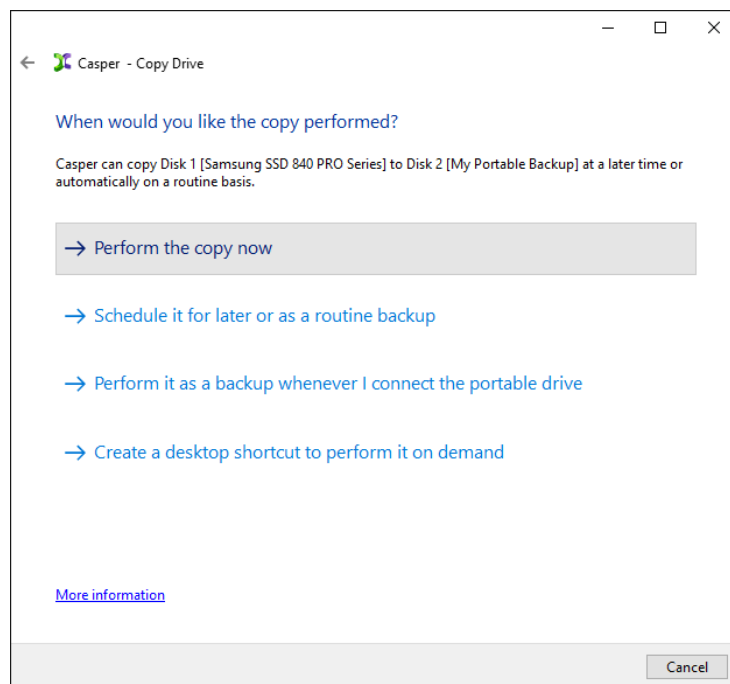 Casper - Copy Drive
When would you like the copy performed?
Casper can copy Disk 1 [Samsung SSD 840 PRO Series] to Disk 2 [My Portable Backup] at a later time or
automatically on a routine basis.
Perform the copy now
Schedule it for later or as a routine backup
Perform it as a backup whenever I connect the portable drive
Create a desktop shortcut to perform it on demand
More information
Cancel